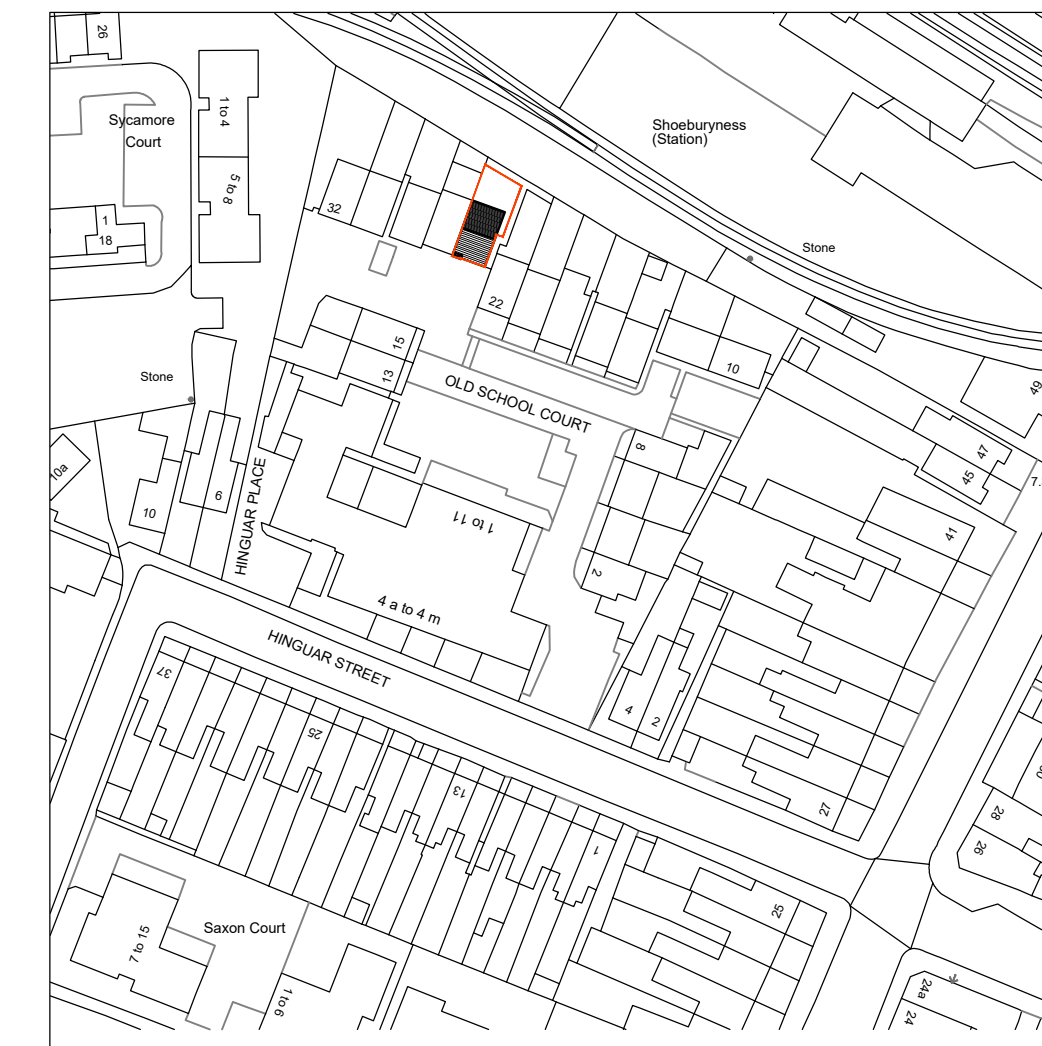 26
1 to 4
Sycamore
Court
5 to 8
1
18
Shoeburyness
(Station)
Stone
32
22
15
13
OLD SCHOOL COURT
10
49
Stone
8
47
45
10a
6
10
HINGUAR PLACE
1 to 11
41
2
4 a to 4 m
HINGUAR STREET
37
25
4
2
13
27
1
28
26
25
Saxon Court
7 to 15
1 to 6
24a
24